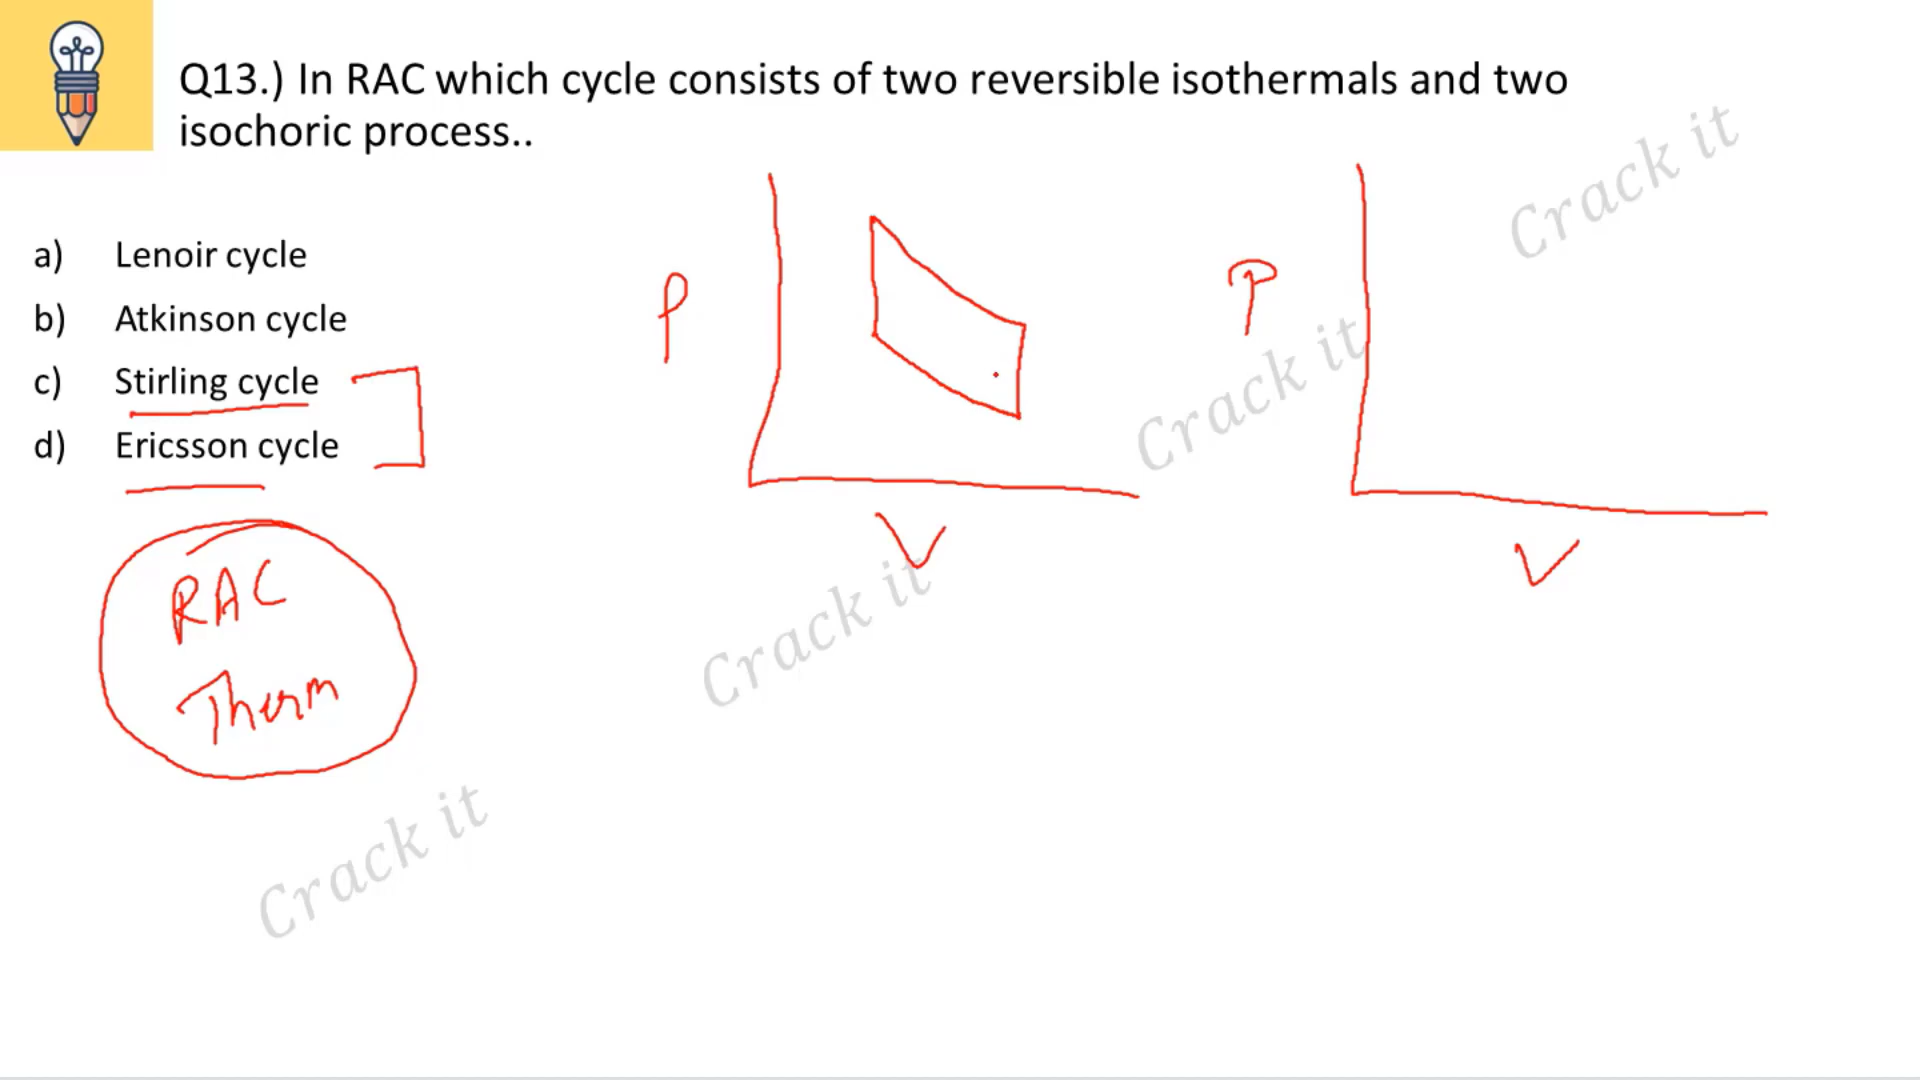 Q13.) In RAC which cycle consists of two reversible isothermals and two
isochoric process..
a) Lenoir cycle
b) Atkinson cycle
c) Stirling cycle
d) Ericsson cycle
RAC
Therm
P
V
P
V
Crack it
Crack it
Crack it
Crack it